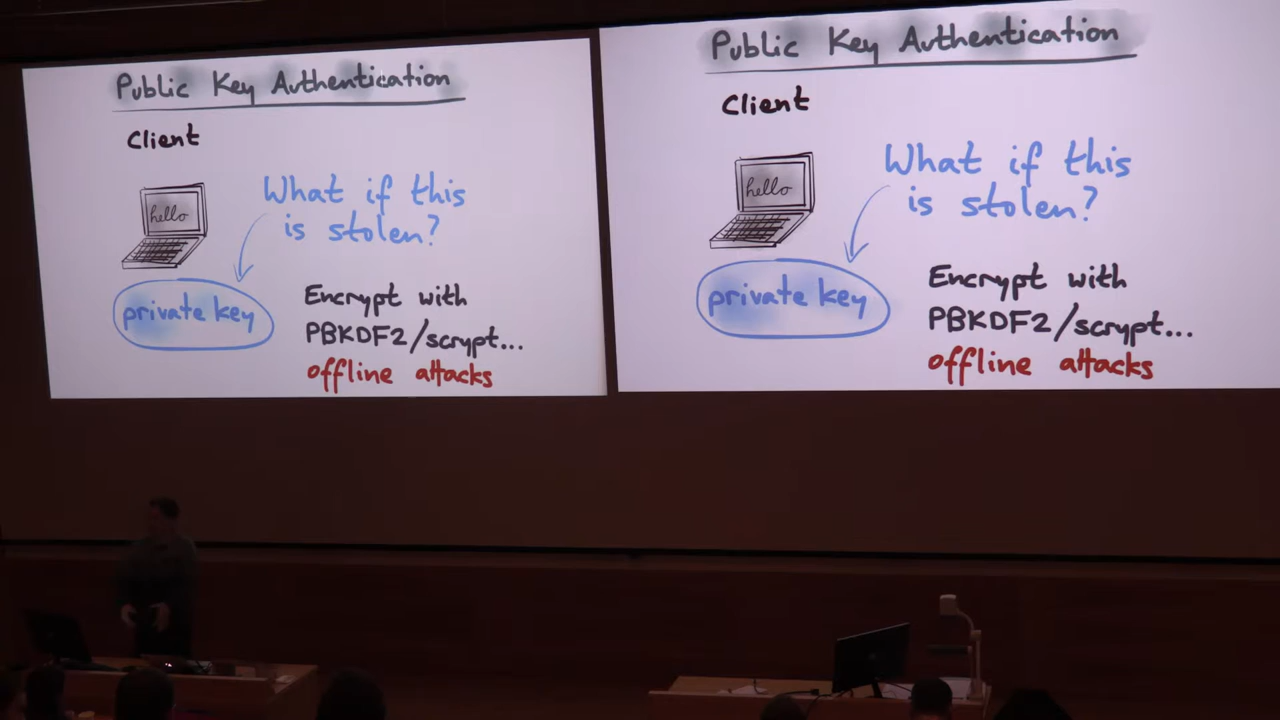 Public Key Authentication
Client
hello
What if this
is stolen?
private key
Encrypt with
PBKDF2/scrypt...
offline attacks
Public Key Authentication
Client
hello
What if this
is stolen?
private key
Encrypt with
PBKDF2/scrypt...
offline attacks